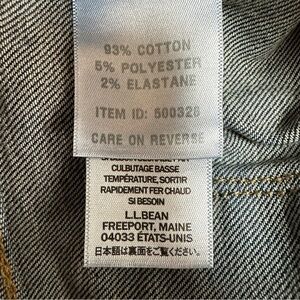 93% COTTON
5% POLYESTER
2% ELASTANE
ITEM ID: 500326
CARE ON REVERSE
CULBUTAGE BASSE
TEMPÉRATURE, SORTIR
RAPIDEMENT FER CHAUD
SI BESOIN
L.L.BEAN
FREEPORT, MAINE
04033 ÉTATS-UNIS
日本語は裏面をご覧ください。